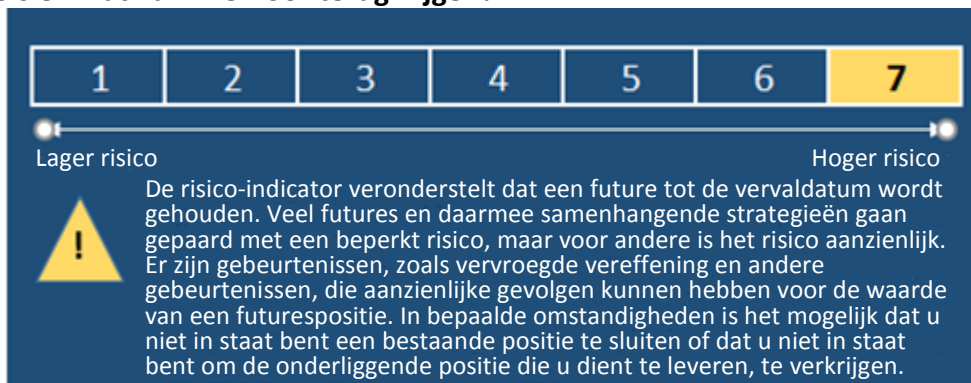 1 2 3 4 5 6 7
Lager risico Hoger risico
De risico-indicator veronderstelt dat een future tot de vervaldatum wordt
gehouden. Veel futures en daarmee samenhangende strategieën gaan
! gepaard met een beperkt risico, maar voor andere is het risico aanzienlijk.
Er zijn gebeurtenissen, zoals vervroegde vereffening en andere
gebeurtenissen, die aanzienlijke gevolgen kunnen hebben voor de waarde
van een futurespositie. In bepaalde omstandigheden is het mogelijk dat u
niet in staat bent een bestaande positie te sluiten of dat u niet in staat
bent om de onderliggende positie die u dient te leveren, te verkrijgen.